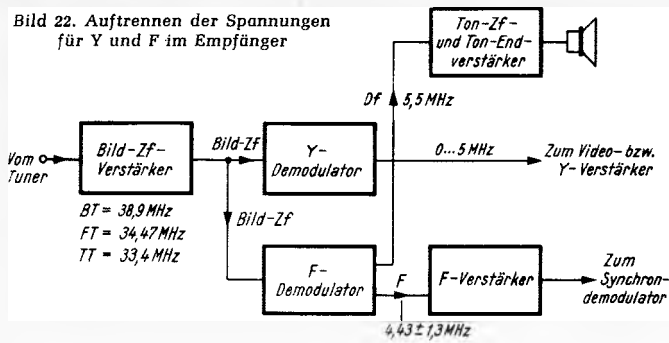 Bild 22. Auftrennen der Spannungen
für Y und F im Empfänger
Ton-Zf-
und Ton-End-
verstärker
Df
5,5 MHz
Vom
Tuner
Bild-Zf-
Verstärker
Bild-Zf
Y-
Demodulator
0...5 MHz
Zum Video- bzw.
Y-Verstärker
BT = 38,9 MHz
FT = 34,47 MHz
TT = 33,4 MHz
Bild-Zf
F-
Demodulator
F
F-Verstärker
Zum
Synchron-
demodulator
4,43 ± 1,3 MHz